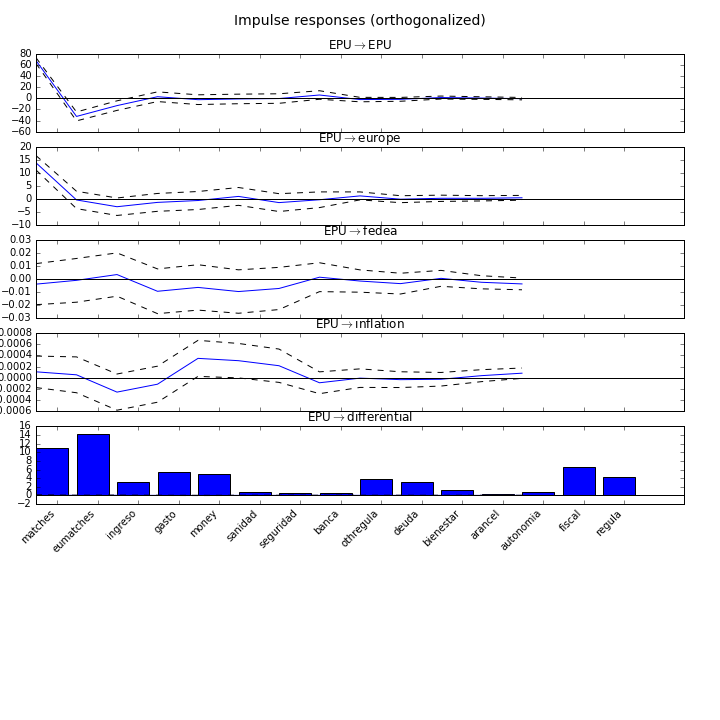 Impulse responses (orthogonalized)
EPU→EPU
80
60
40
20
0
−20
−40
−60
EPU→europe
20
15
10
5
0
−5
−10
EPU→fedea
0.03
0.02
0.01
0.00
−0.01
−0.02
−0.03
EPU→inflation
0.0008
0.0006
0.0004
0.0002
0.0000
0.0002
0.0004
0.0006
EPU→differential
16
14
12
10
8
6
4
2
0
−2
matches
eumatches
ingreso
gasto
money
sanidad
seguridad
banca
othregula
deuda
bienestar
arancel
autonomia
fiscal
regula